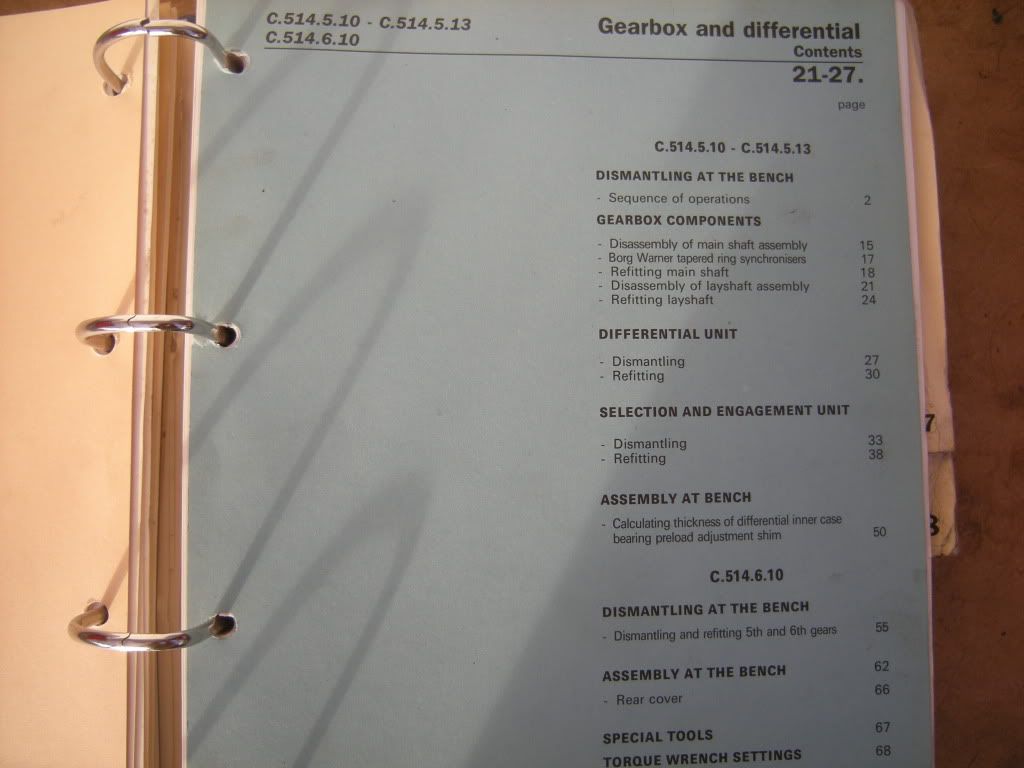 C.514.5.10 - C.514.5.13
C.514.6.10
Gearbox and differential
Contents
21-27.
page
C.514.5.10 - C.514.5.13
DISMANTLING AT THE BENCH
- Sequence of operations 2
GEARBOX COMPONENTS
- Disassembly of main shaft assembly 15
- Borg Warner tapered ring synchronisers 17
- Refitting main shaft 18
- Disassembly of layshaft assembly 21
- Refitting layshaft 24
DIFFERENTIAL UNIT
- Dismantling 27
- Refitting 30
SELECTION AND ENGAGEMENT UNIT
- Dismantling 33
- Refitting 38
ASSEMBLY AT BENCH
- Calculating thickness of differential inner case
bearing preload adjustment shim 50
C.514.6.10
DISMANTLING AT THE BENCH
- Dismantling and refitting 5th and 6th gears 55
ASSEMBLY AT THE BENCH 62
- Rear cover 66
SPECIAL TOOLS 67
TORQUE WRENCH SETTINGS 68
7